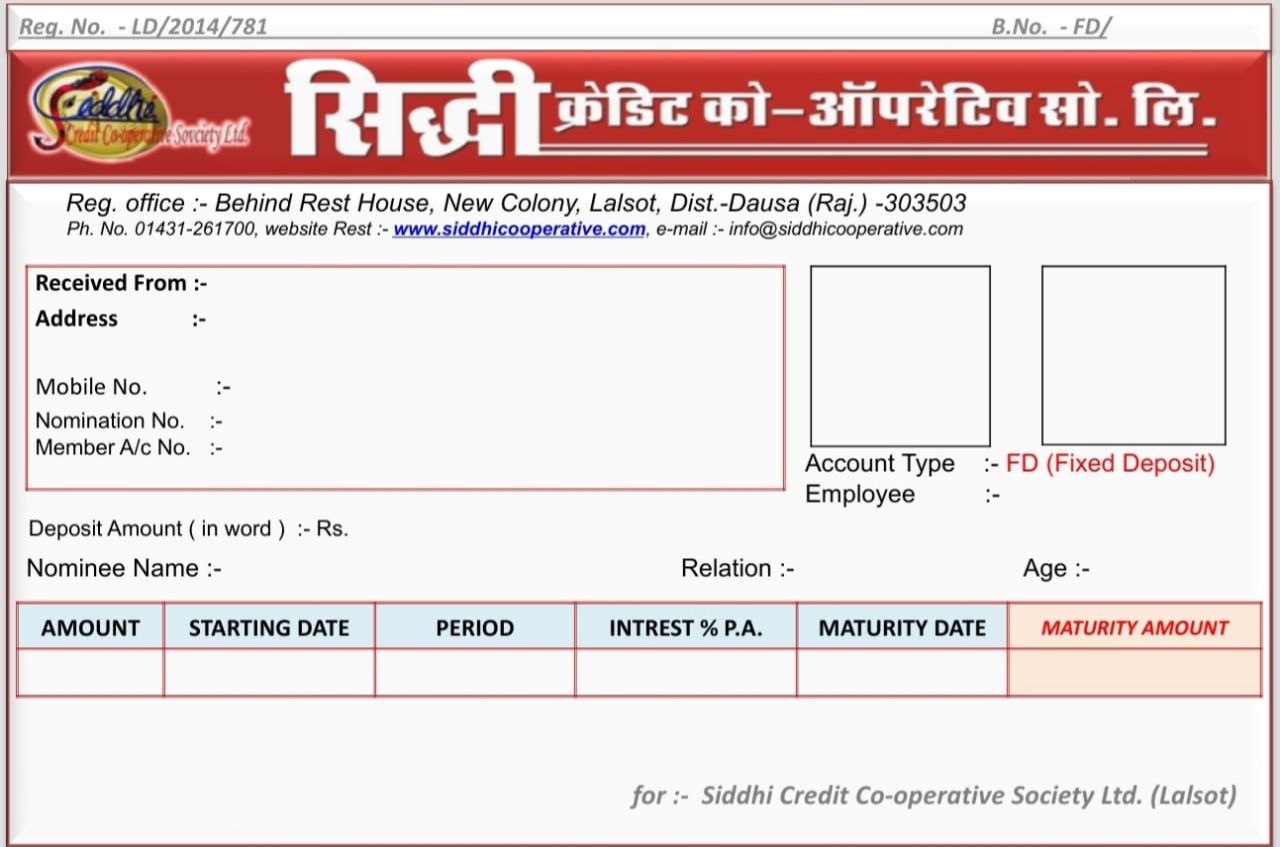 Reg. No. - LD/2014/781 B.No. - FD/
Siddhi
Credit Co-operative Sovciety Ltd.
सिद्धी क्रेडिट को-ऑपरेटिव सो. लि.
Reg. office :- Behind Rest House, New Colony, Lalsot, Dist.-Dausa (Raj.) -303503
Ph. No. 01431-261700, website Rest :- www.siddhicooperative.com, e-mail :- info@siddhicooperative.com
Received From :-
Address :-
Mobile No. :-
Nomination No. :-
Member A/c No. :-
Account Type :- FD (Fixed Deposit)
Employee :-
Deposit Amount ( in word ) :- Rs.
Nominee Name :- Relation :- Age :-
AMOUNT STARTING DATE PERIOD INTREST % P.A. MATURITY DATE MATURITY AMOUNT
for :- Siddhi Credit Co-operative Society Ltd. (Lalsot)